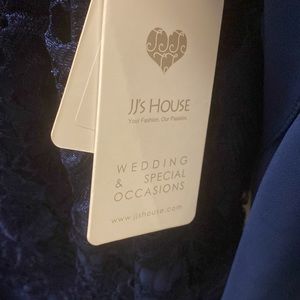 JJ's HOUSE
Your Fashion, Our Passion.
WEDDING
& SPECIAL
OCCASIONS
www.jjshouse.com